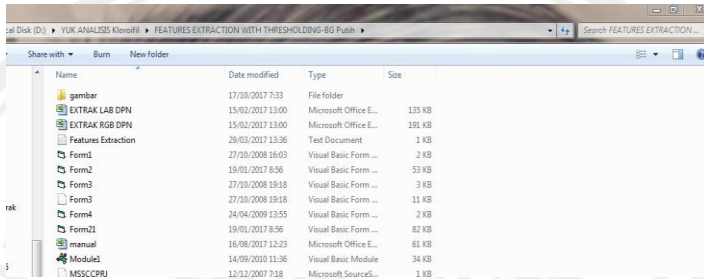 cal Disk (D:) ▸ YUK ANALISIS Kloroifil ▸ FEATURES EXTRACTION WITH THRESHOLDING-BG Putih ▸ Search FEATURES EXTRACTION ...
Share with Burn New folder
Name Date modified Type Size
gambar 17/10/2017 7:33 File folder
EXTRAK LAB DPN 15/02/2017 13:00 Microsoft Office E... 135 KB
EXTRAK RGB DPN 15/02/2017 13:00 Microsoft Office E... 191 KB
Features Extraction 29/03/2017 13:36 Text Document 1 KB
Form1 27/10/2008 16:03 Visual Basic Form ... 2 KB
Form2 19/01/2017 8:56 Visual Basic Form ... 53 KB
Form3 27/10/2008 19:18 Visual Basic Form ... 3 KB
Form3 27/10/2008 19:18 Visual Basic Form ... 11 KB
rak
Form4 24/04/2009 13:55 Visual Basic Form ... 2 KB
Form21 19/01/2017 8:56 Visual Basic Form ... 82 KB
manual 16/08/2017 12:23 Microsoft Office E... 61 KB
Module1 14/09/2010 11:36 Visual Basic Module 34 KB
MSSCCPRJ 12/12/2007 7:18 Microsoft SourceS... 1 KB